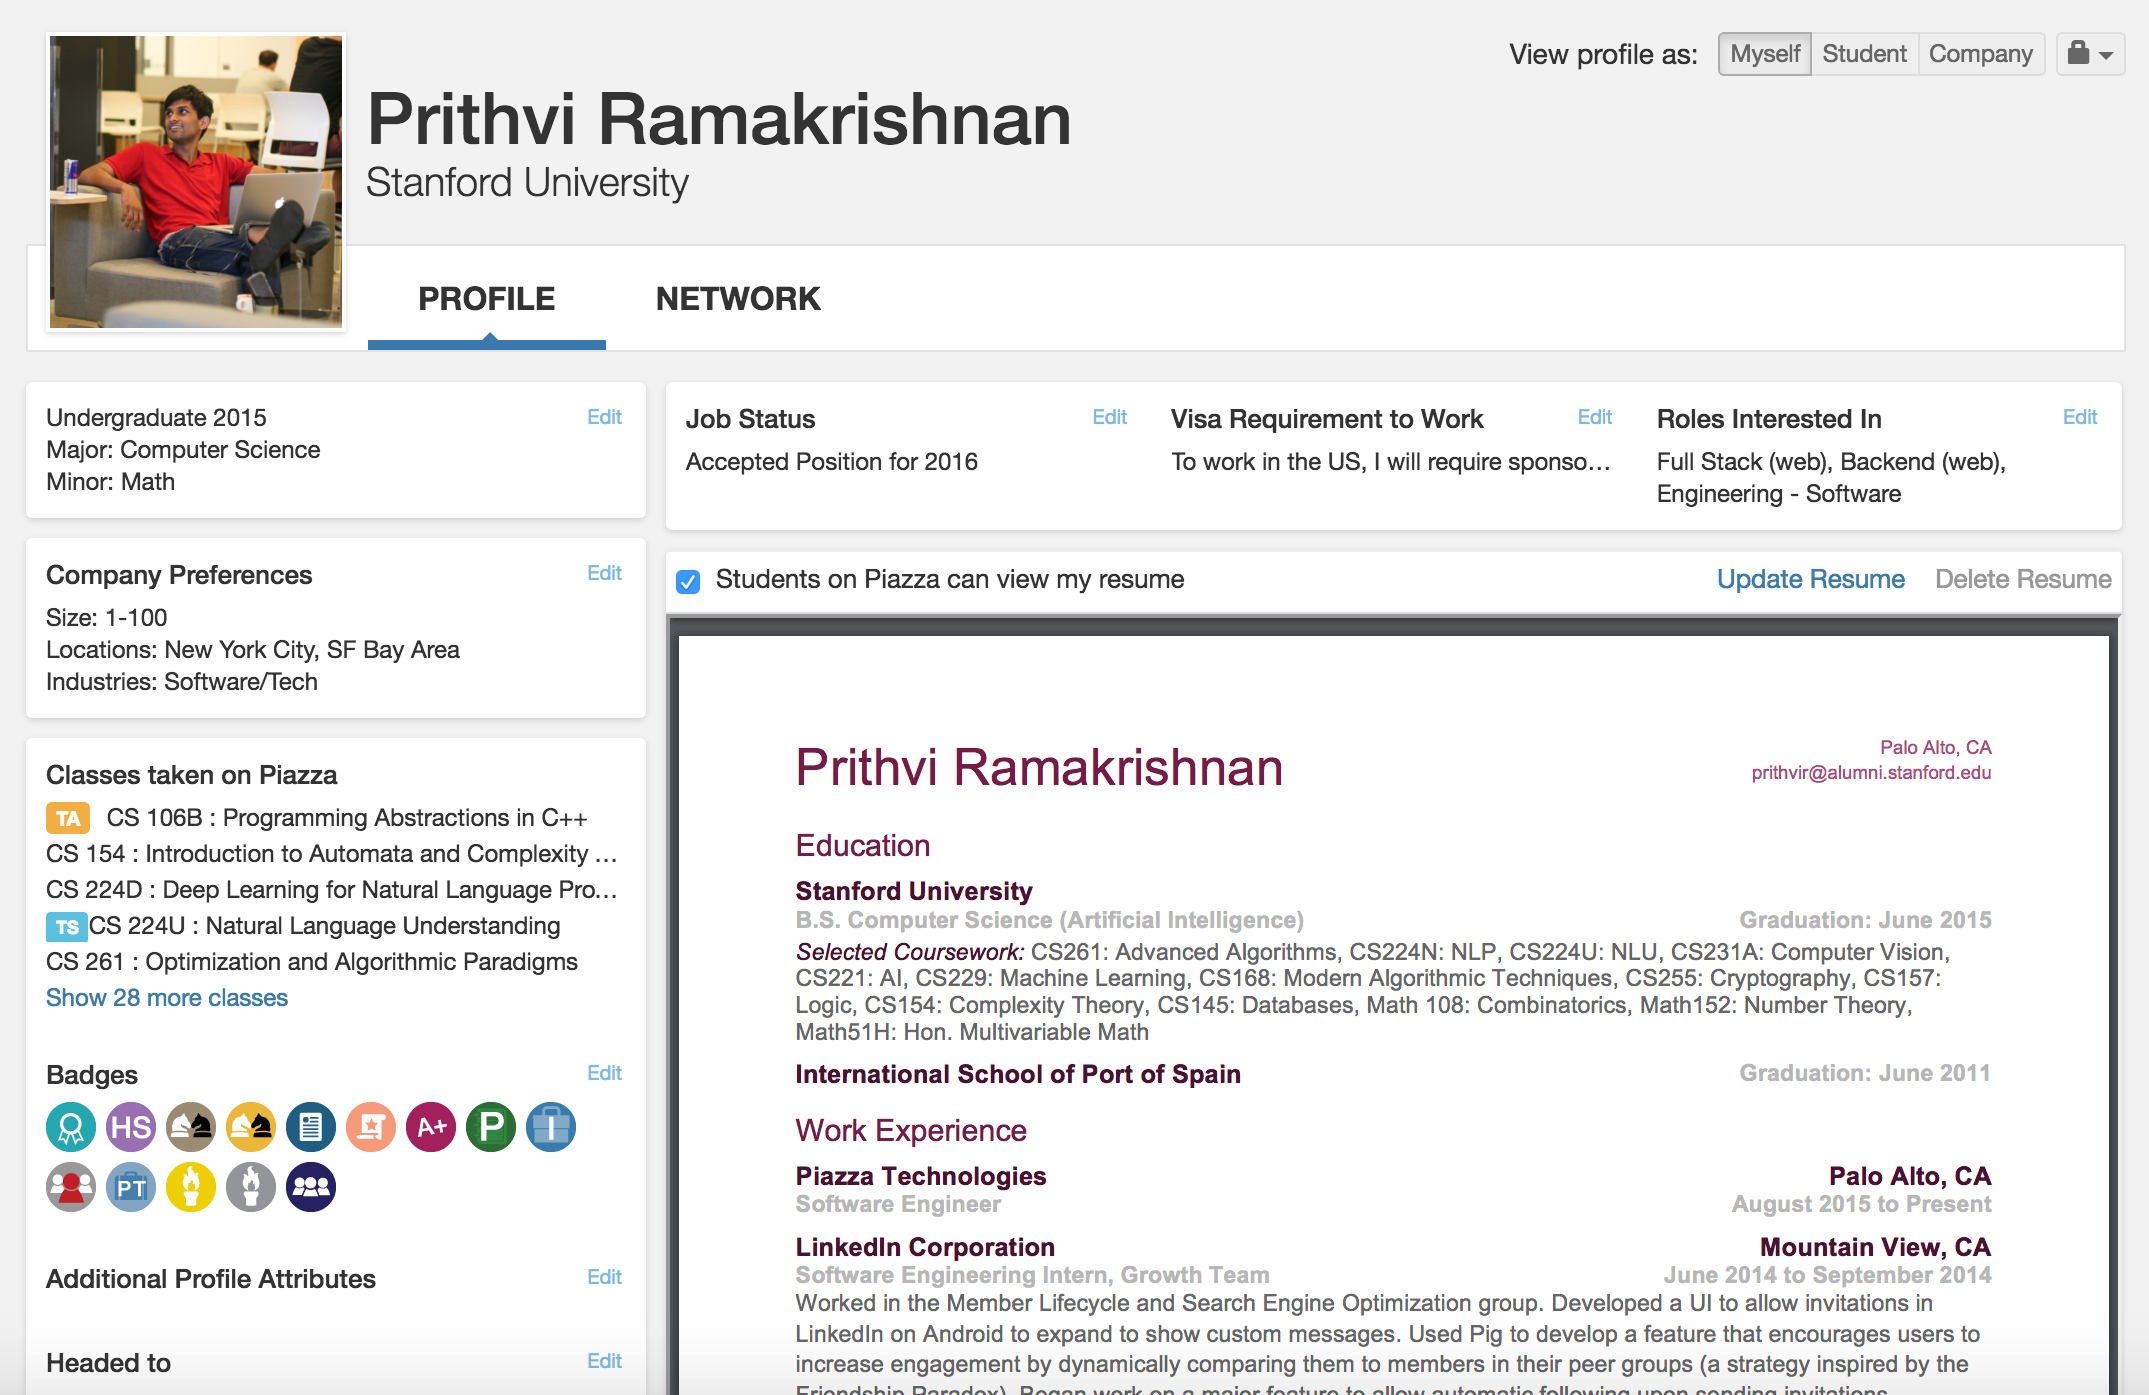 View profile as: Myself Student Company
Prithvi Ramakrishnan
Stanford University
PROFILE NETWORK
Undergraduate 2015 Edit
Major: Computer Science
Minor: Math
Company Preferences Edit
Size: 1-100
Locations: New York City, SF Bay Area
Industries: Software/Tech
Classes taken on Piazza
TA CS 106B : Programming Abstractions in C++
CS 154 : Introduction to Automata and Complexity ...
CS 224D : Deep Learning for Natural Language Pro...
TS CS 224U : Natural Language Understanding
CS 261 : Optimization and Algorithmic Paradigms
Show 28 more classes
Badges Edit
HS A+ P I
PT
Additional Profile Attributes Edit
Headed to Edit
Job Status Edit
Accepted Position for 2016
Visa Requirement to Work Edit
To work in the US, I will require sponso...
Roles Interested In Edit
Full Stack (web), Backend (web),
Engineering - Software
Students on Piazza can view my resume Update Resume Delete Resume
Prithvi Ramakrishnan
Palo Alto, CA
prithvir@alumni.stanford.edu
Education
Stanford University
B.S. Computer Science (Artificial Intelligence) Graduation: June 2015
Selected Coursework: CS261: Advanced Algorithms, CS224N: NLP, CS224U: NLU, CS231A: Computer Vision,
CS221: AI, CS229: Machine Learning, CS168: Modern Algorithmic Techniques, CS255: Cryptography, CS157:
Logic, CS154: Complexity Theory, CS145: Databases, Math 108: Combinatorics, Math152: Number Theory,
Math51H: Hon. Multivariable Math
International School of Port of Spain Graduation: June 2011
Work Experience
Piazza Technologies Palo Alto, CA
Software Engineer August 2015 to Present
LinkedIn Corporation Mountain View, CA
Software Engineering Intern, Growth Team June 2014 to September 2014
Worked in the Member Lifecycle and Search Engine Optimization group. Developed a UI to allow invitations in
LinkedIn on Android to expand to show custom messages. Used Pig to develop a feature that encourages users to
increase engagement by dynamically comparing them to members in their peer groups (a strategy inspired by the
Friendship Paradox). Began work on a major feature to allow automatic following upon sending invitations.